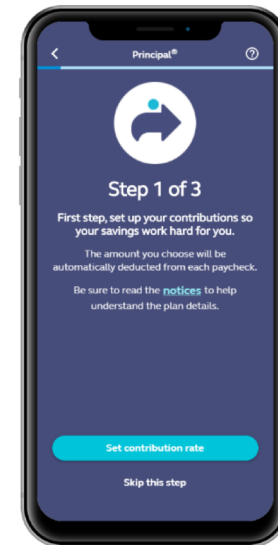 Principal®
Step 1 of 3
First step, set up your contributions so
your savings work hard for you.
The amount you choose will be
automatically deducted from each paycheck.
Be sure to read the notices to help
understand the plan details.
Set contribution rate
Skip this step